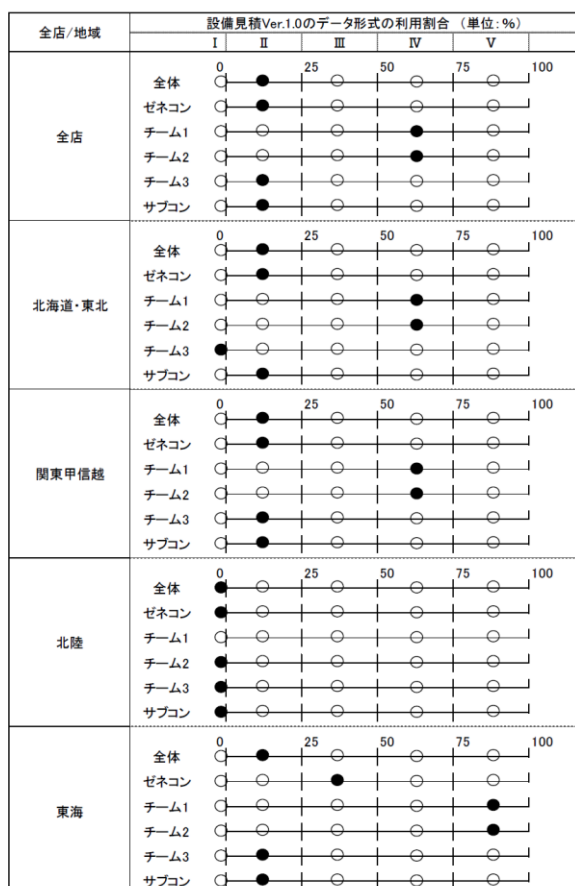 全店/地域
設備見積Ver.1.0のデータ形式の利用割合 (単位:%)
Ⅰ Ⅱ Ⅲ Ⅳ Ⅴ
全店
0 25 50 75 100
全体
ゼネコン
チーム1
チーム2
チーム3
サブコン
北海道・東北
0 25 50 75 100
全体
ゼネコン
チーム1
チーム2
チーム3
サブコン
関東甲信越
0 25 50 75 100
全体
ゼネコン
チーム1
チーム2
チーム3
サブコン
北陸
0 25 50 75 100
全体
ゼネコン
チーム1
チーム2
チーム3
サブコン
東海
0 25 50 75 100
全体
ゼネコン
チーム1
チーム2
チーム3
サブコン